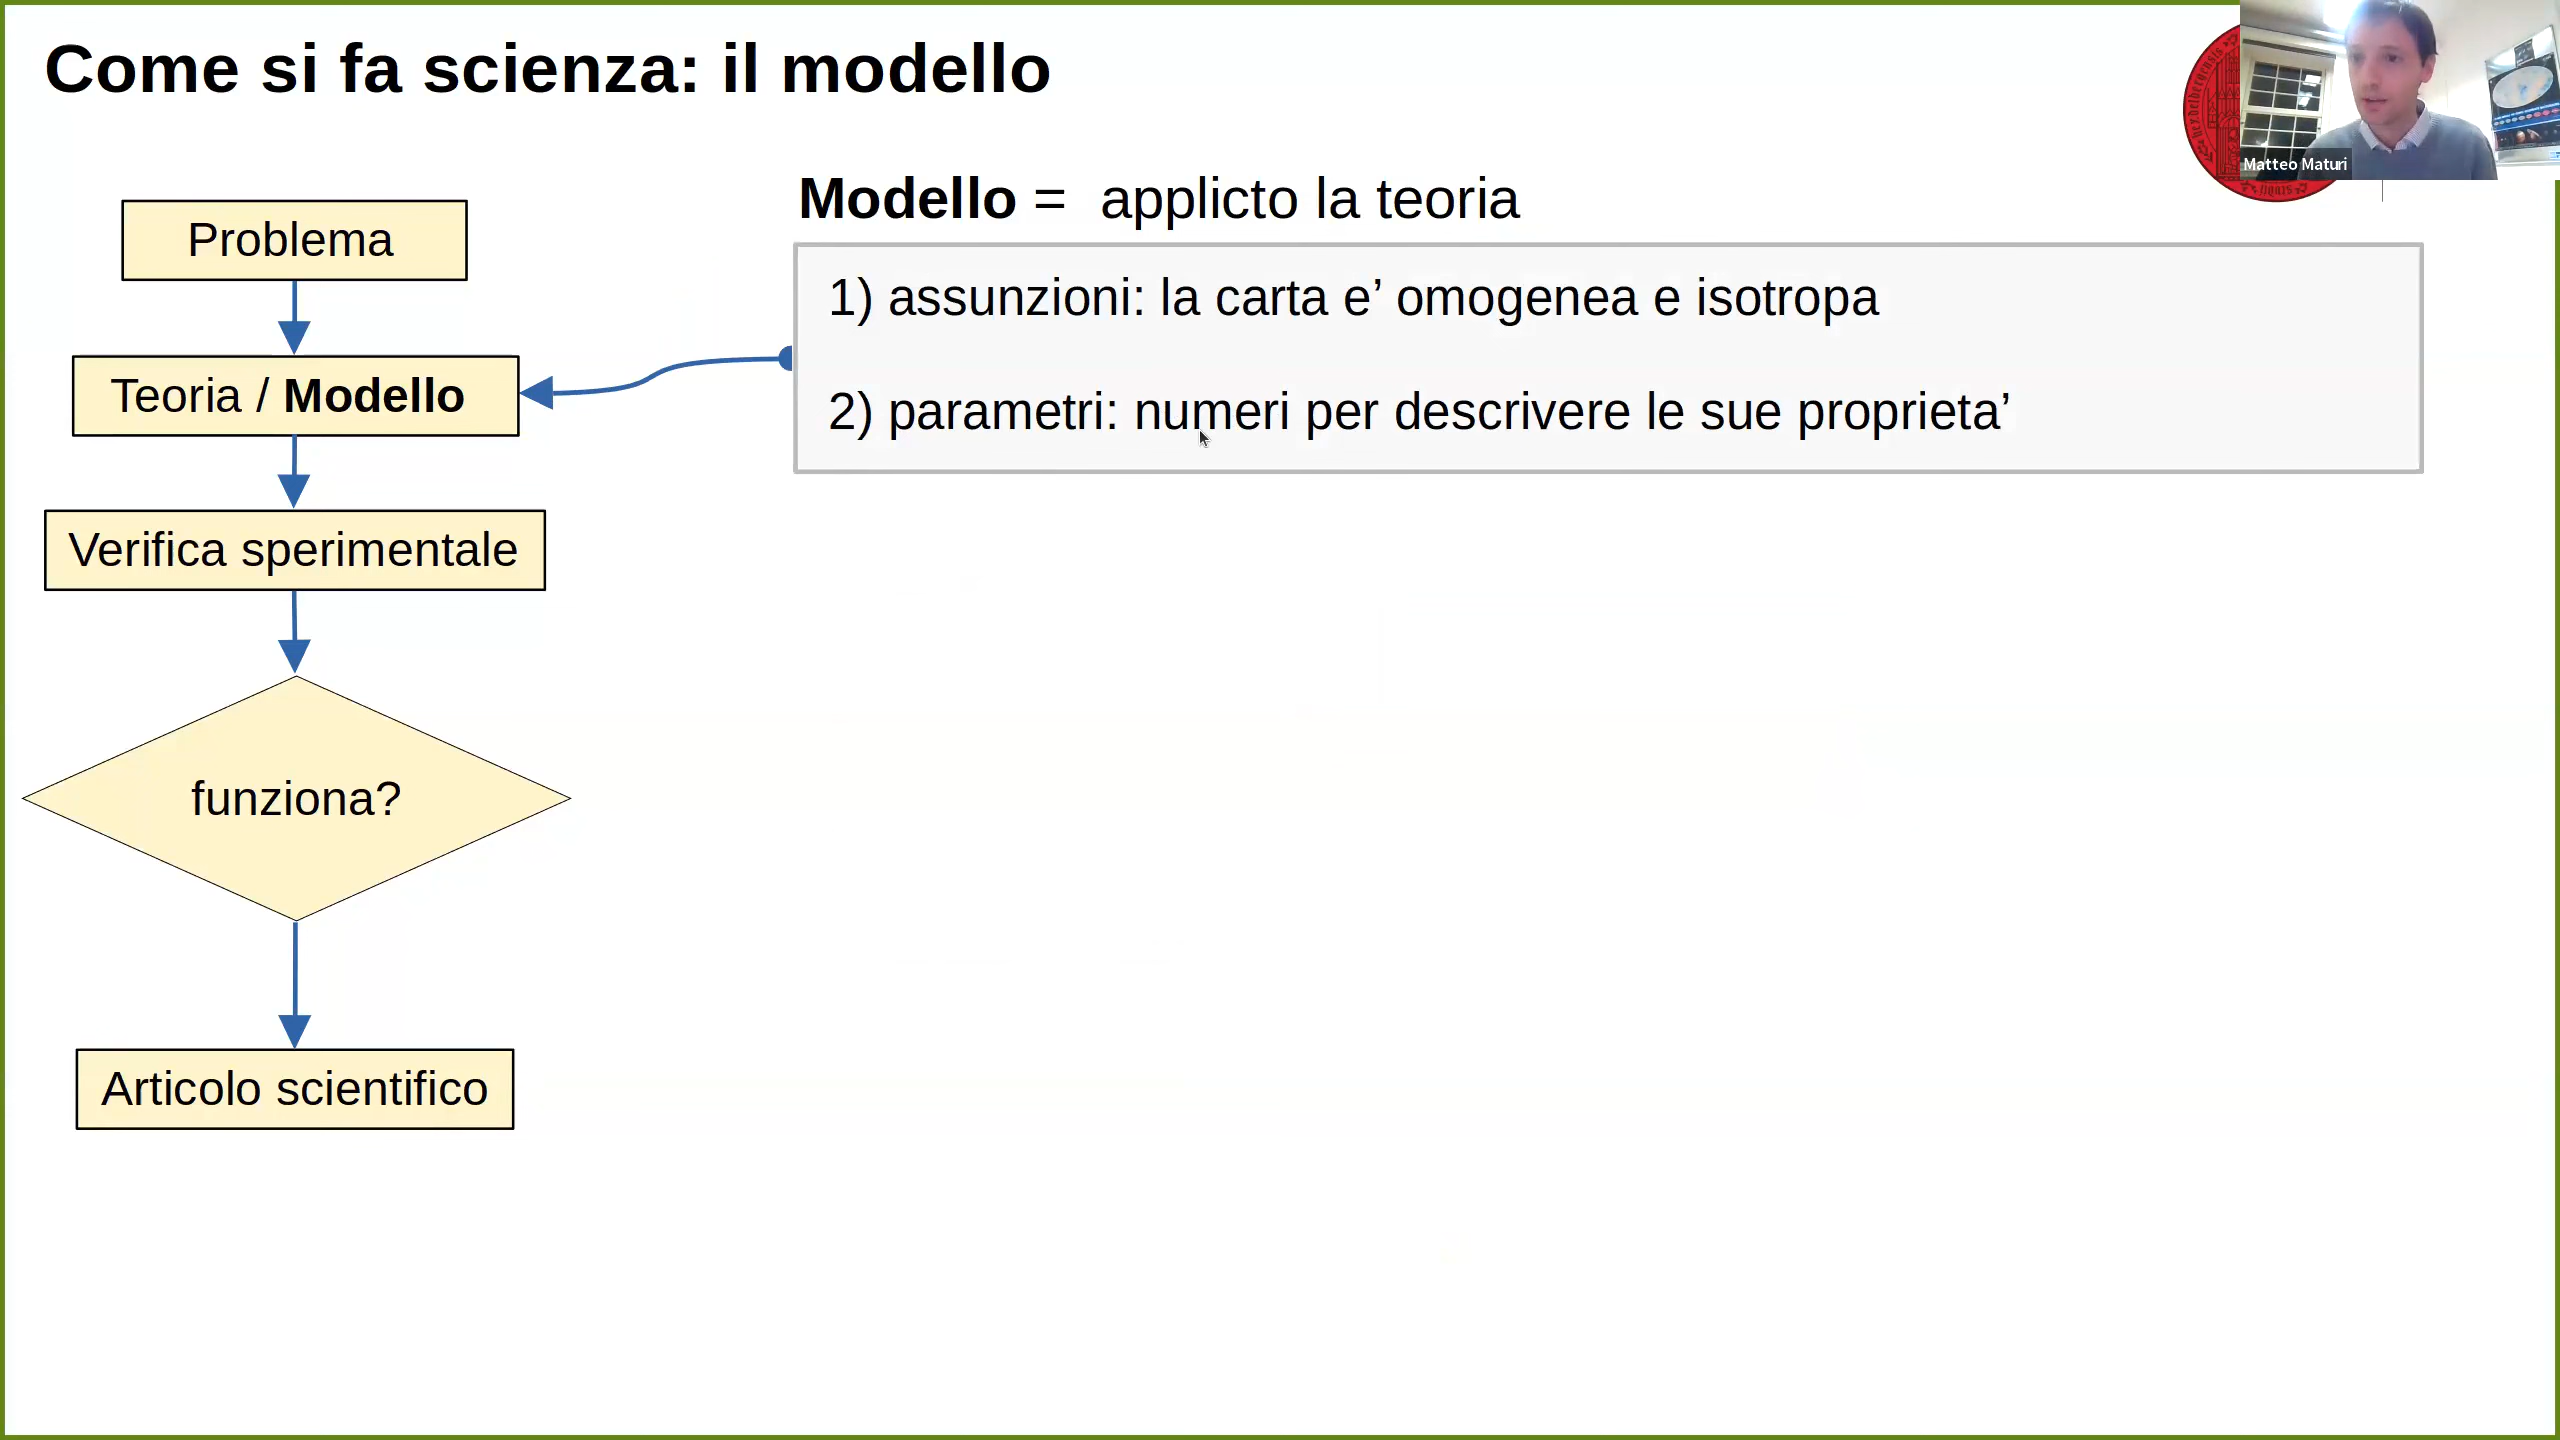 Come si fa scienza: il modello
Matteo Maturi
Modello = applicto la teoria
Problema
1) assunzioni: la carta e’ omogenea e isotropa
Teoria / Modello
2) parametri: numeri per descrivere le sue proprieta’
Verifica sperimentale
funziona?
Articolo scientifico